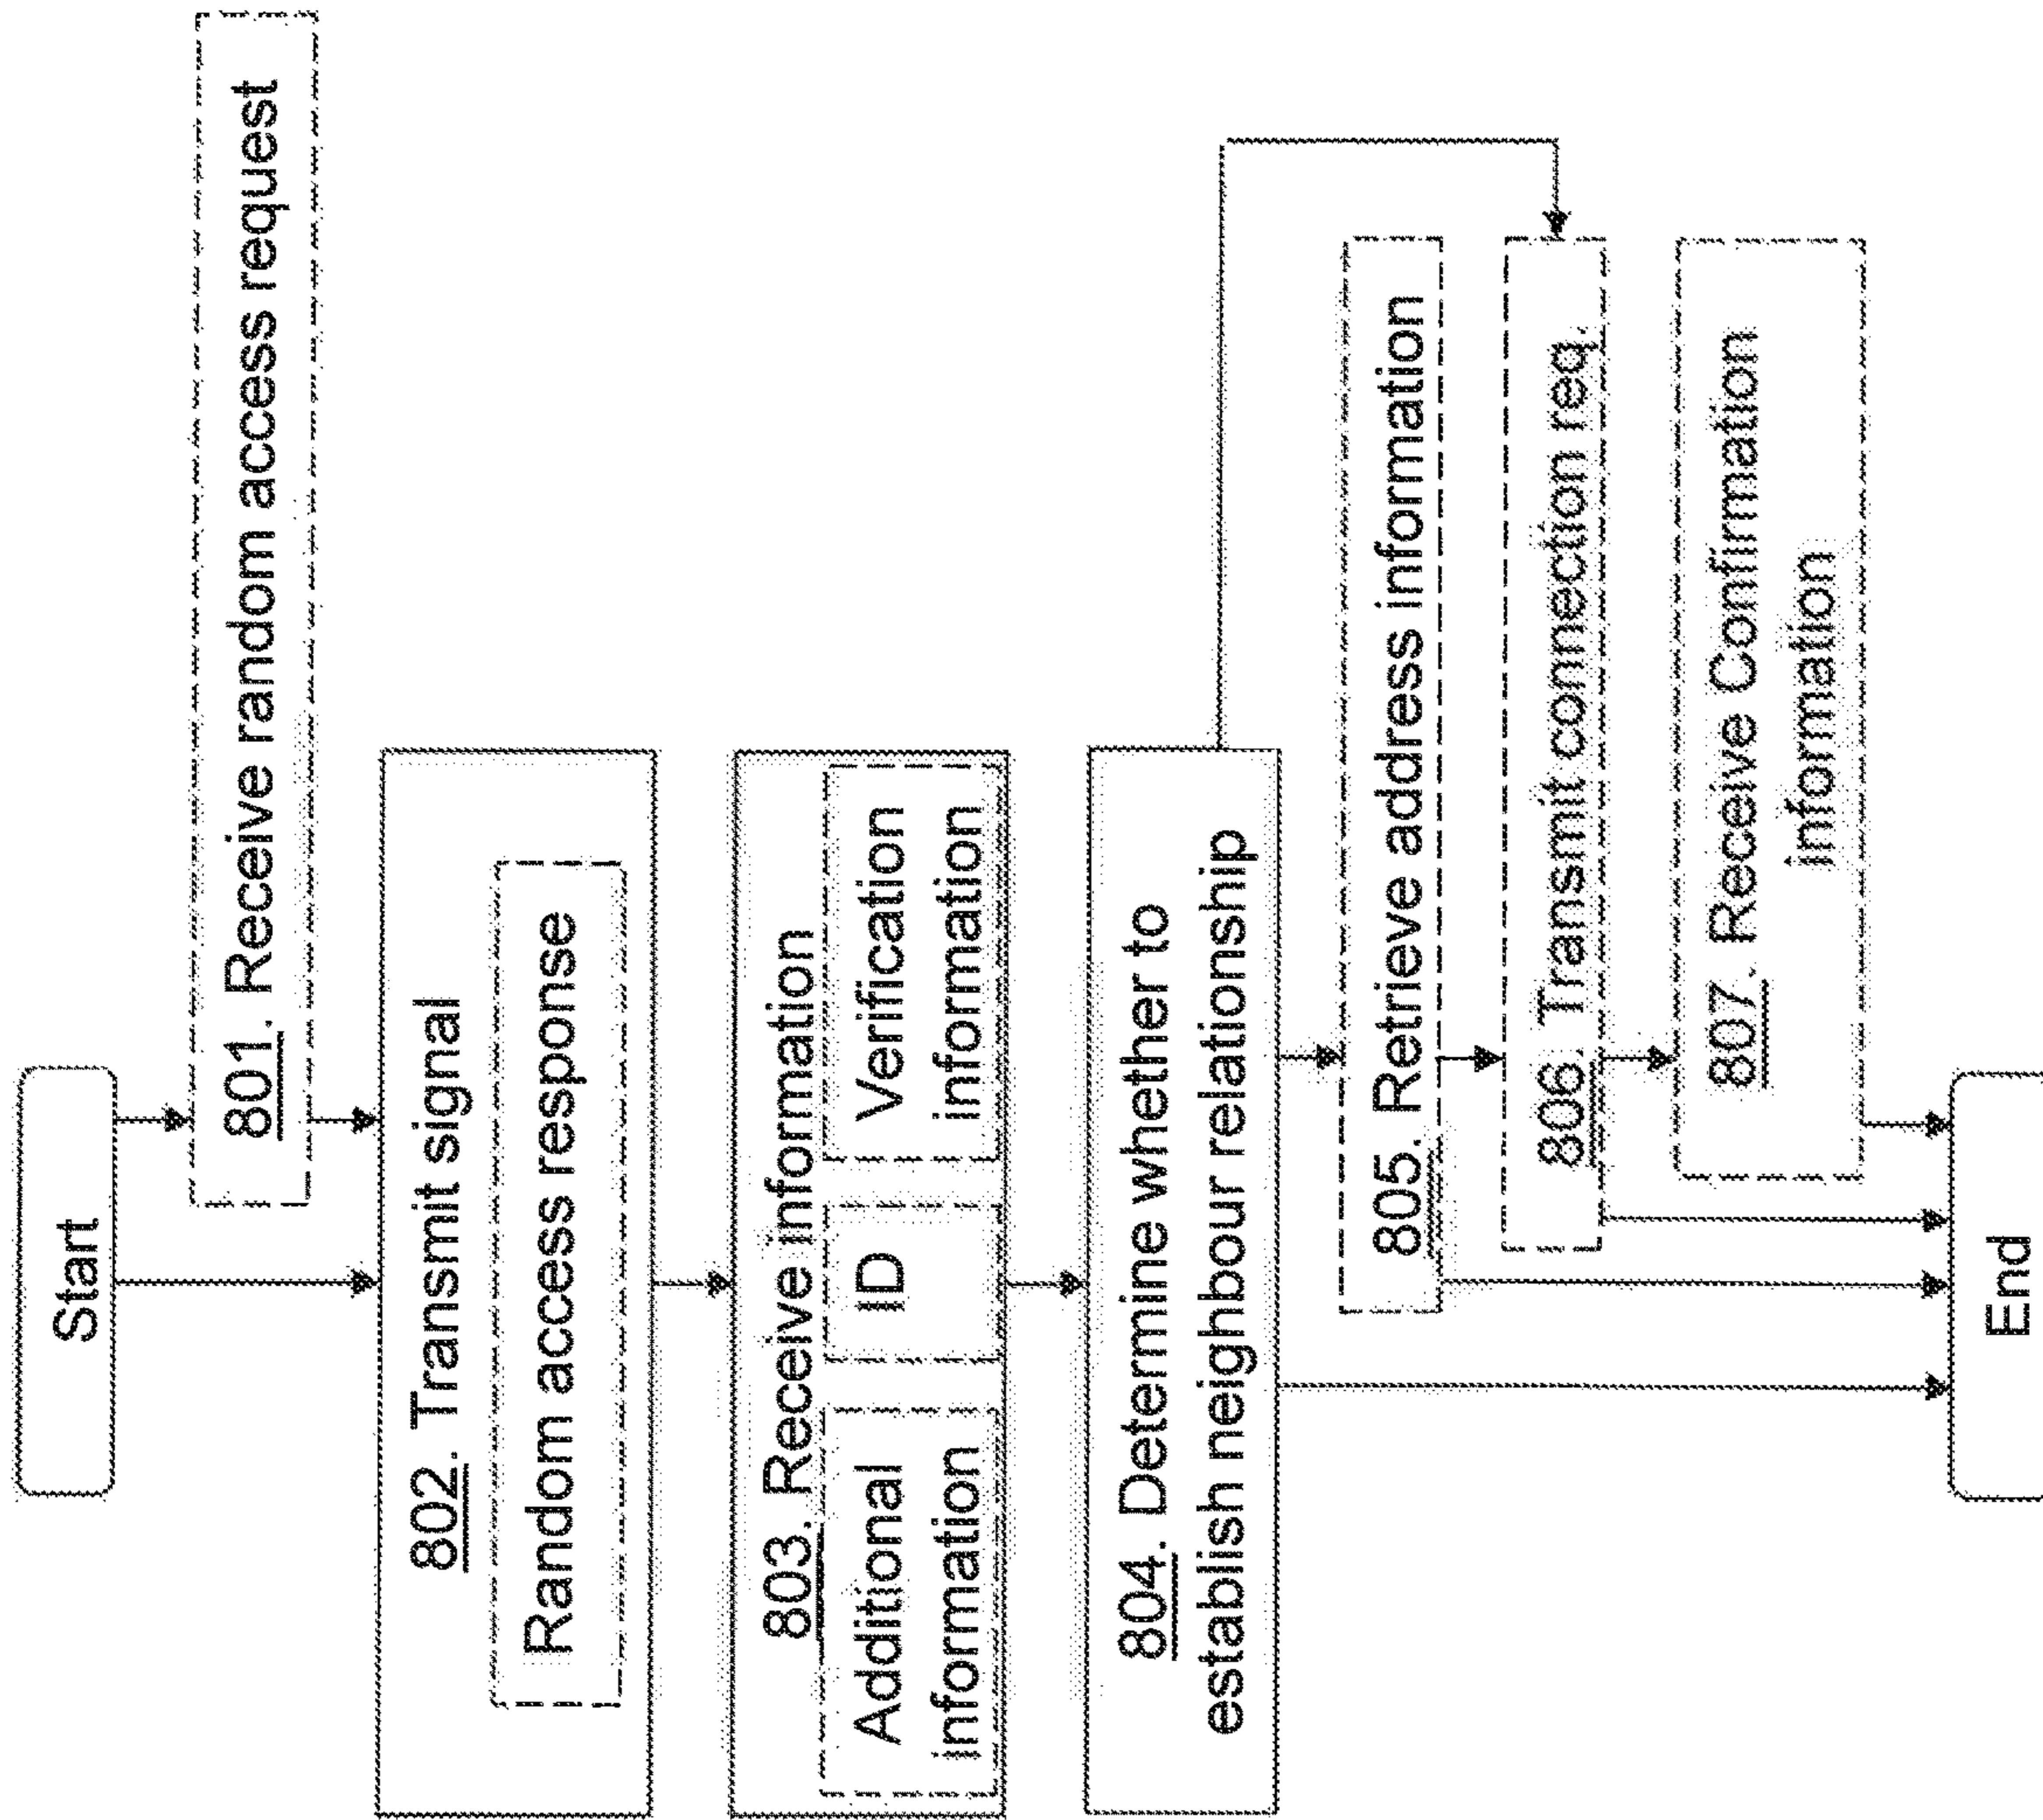 Start
801. Receive random access request
802. Transmit signal
Random access response
803. Receive information
Additional
information
ID
Verification
information
804. Determine whether to
establish neighbour relationship
805. Retrieve address information
806. Transmit connection req.
807. Receive Confirmation
information
End